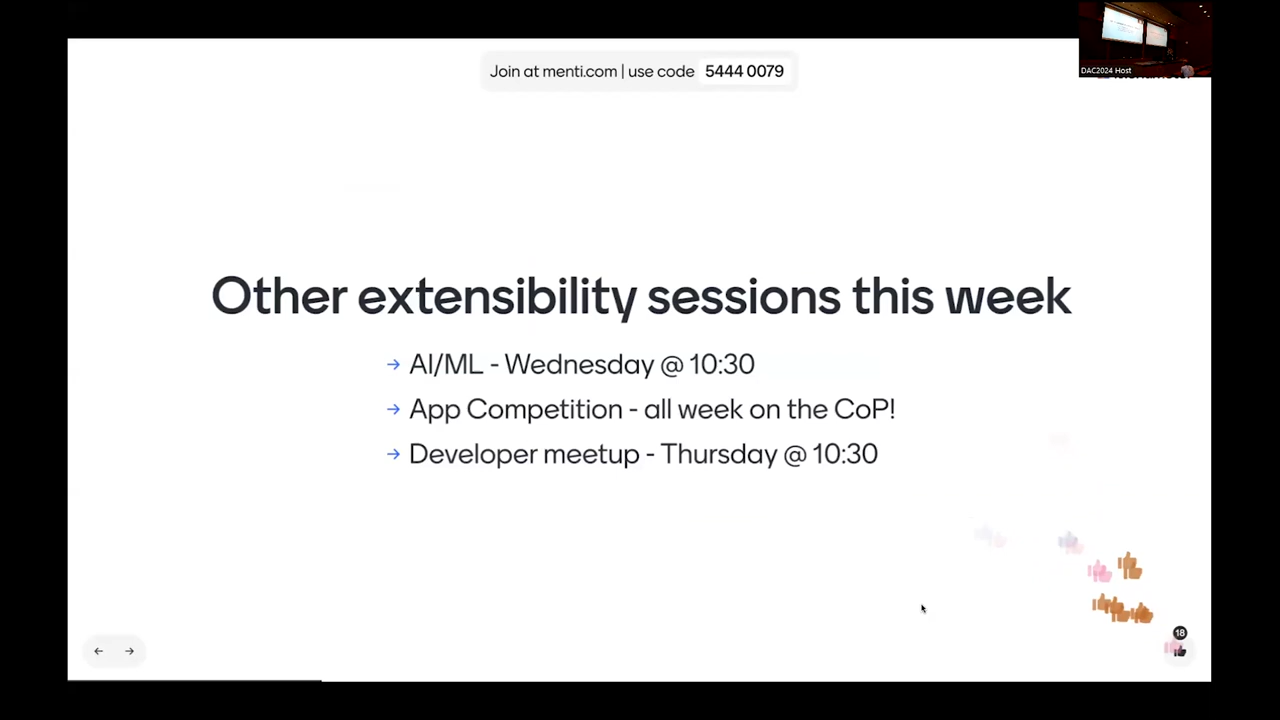 Join at menti.com | use code 5444 0079
DAC2024 Host
Other extensibility sessions this week
→ AI/ML - Wednesday @ 10:30
→ App Competition - all week on the CoP!
→ Developer meetup - Thursday @ 10:30
18